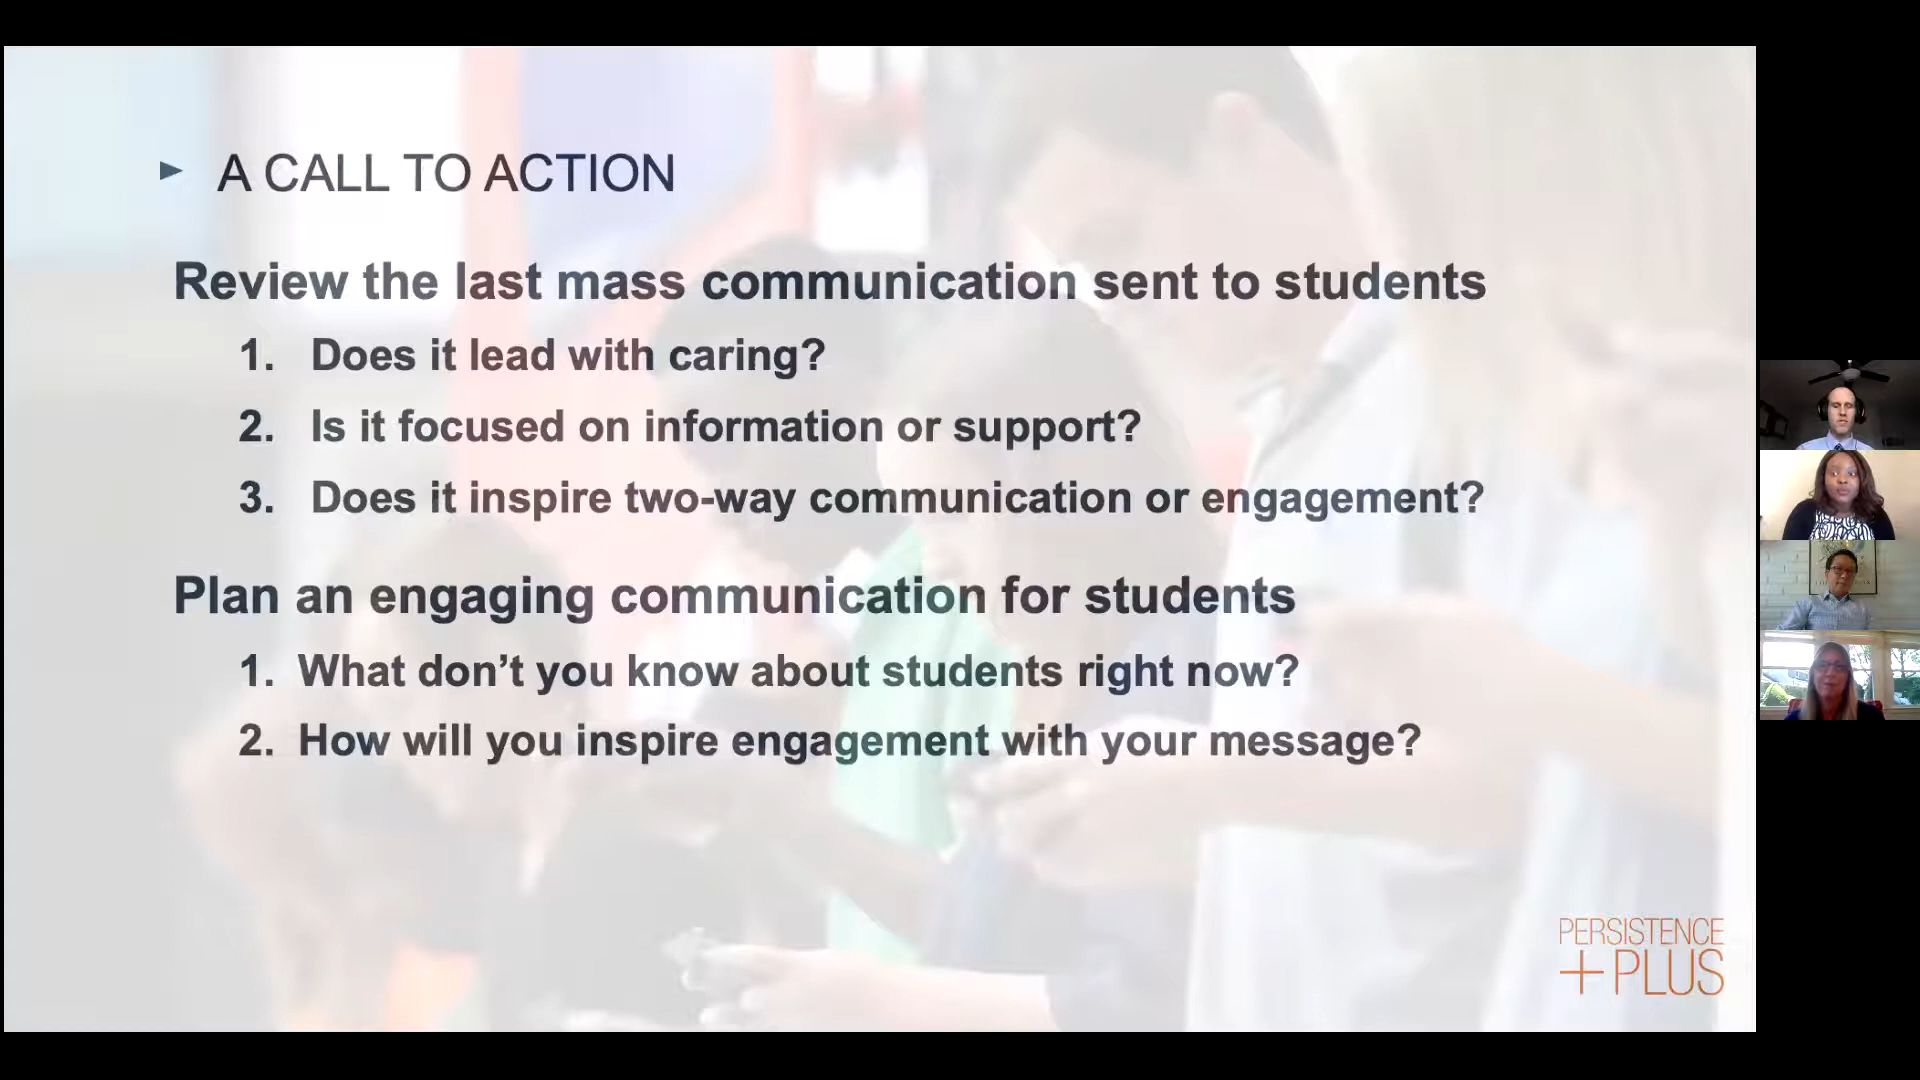 ► A CALL TO ACTION
Review the last mass communication sent to students
1. Does it lead with caring?
2. Is it focused on information or support?
3. Does it inspire two-way communication or engagement?
Plan an engaging communication for students
1. What don’t you know about students right now?
2. How will you inspire engagement with your message?
PERSISTENCE
+PLUS